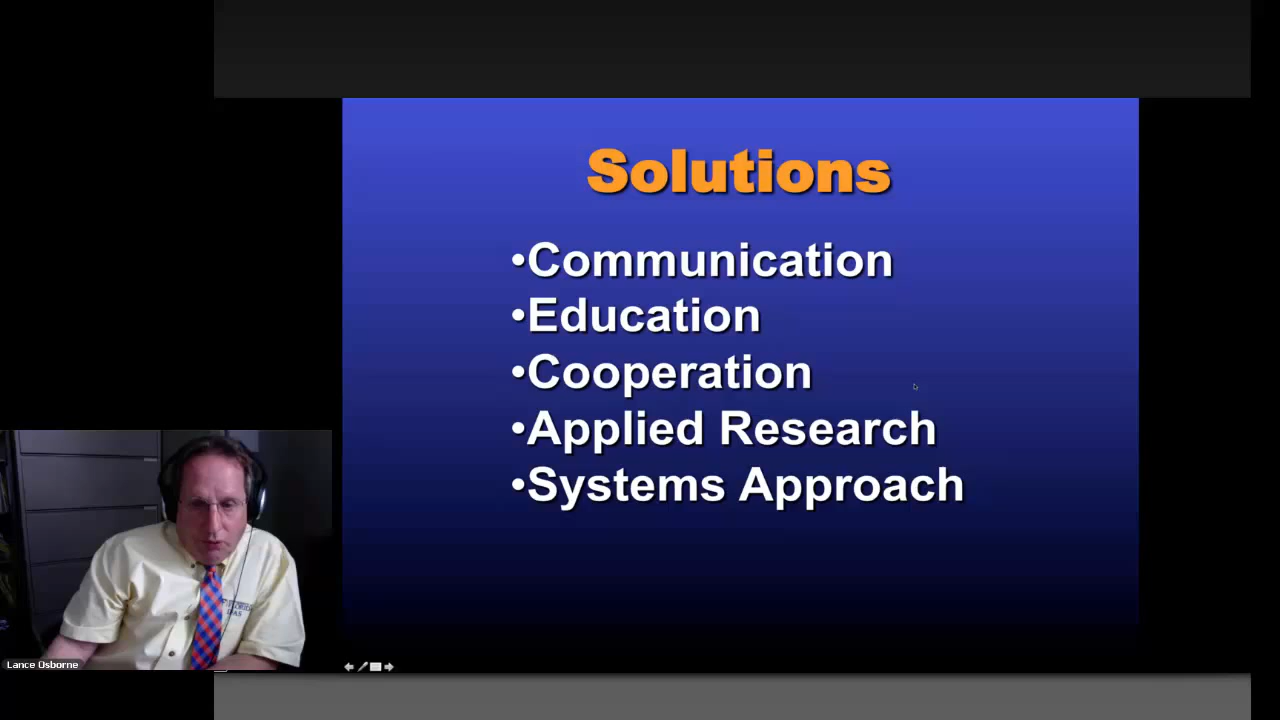 Solutions
•Communication
•Education
•Cooperation
•Applied Research
•Systems Approach
Lance Osborne